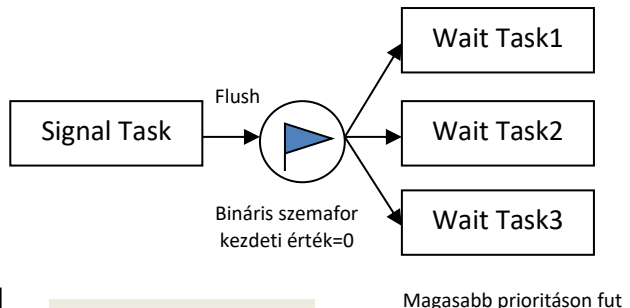 Wait Task1
Flush
Signal Task
Wait Task2
Bináris szemafor
kezdeti érték=0
Wait Task3
Magasabb prioritáson fut